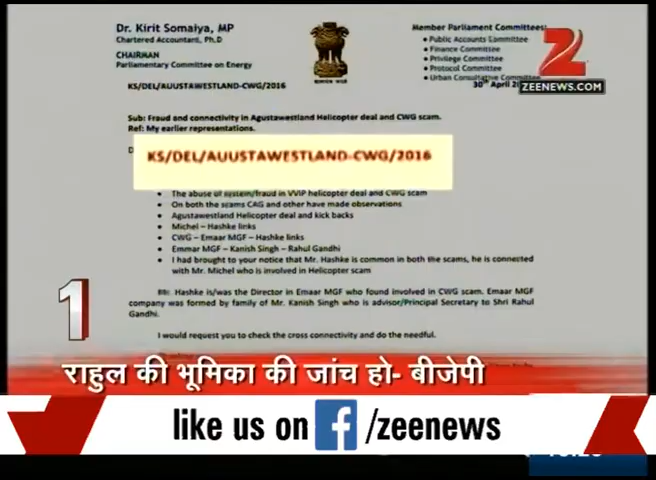 Dr. Kirit Somaiya, MP
Chartered Accountant, Ph.D
CHAIRMAN
Parliamentary Committee on Energy
Member Parliament Committees:
• Public Accounts Committee
• Finance Committee
• Privilege Committee
• Protocol Committee
• Urban Consultative Committee
Z
ZEENEWS.COM
KS/DEL/AUUSTAWESTLAND-CWG/2016
30th April
Sub: Fraud and connectivity in Agustawestland Helicopter deal and CWG scam.
Ref: My earlier representations.
D
KS/DEL/AUUSTAWESTLAND-CWG/2016
• The abuse of system/fraud in VVIP helicopter deal and CWG scam
• On both the scams CAG and other have made observations
• Agustawestland Helicopter deal and kick backs
• Michel – Hashke links
• CWG – Emaar MGF – Hashke links
• Emmar MGF – Kanish Singh – Rahul Gandhi
• I had brought to your notice that Mr. Hashke is common in both the scams, he is connected
with Mr. Michel who is involved in Helicopter scam
Hashke is/was the Director in Emaar MGF who found involved in CWG scam. Emaar MGF
company was formed by family of Mr. Kanish Singh who is advisor/Principal Secretary to Shri Rahul
Gandhi.
I would request you to check the cross connectivity and do the needful.
1
राहुल की भूमिका की जांच हो- बीजेपी
like us on f /zeenews